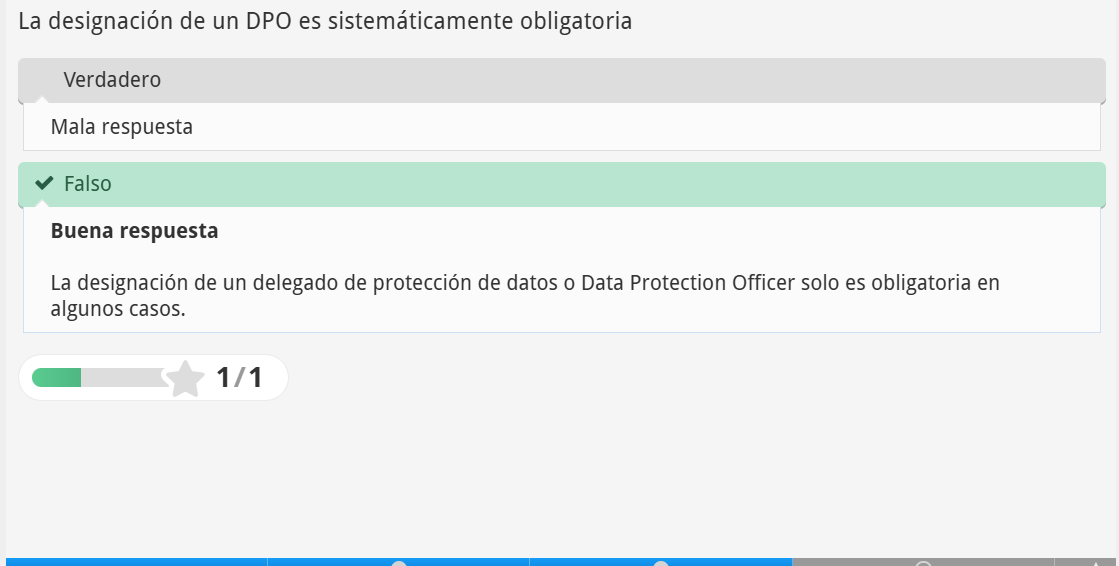 La designación de un DPO es sistemáticamente obligatoria
Verdadero
Mala respuesta
Falso
Buena respuesta
La designación de un delegado de protección de datos o Data Protection Officer solo es obligatoria en
algunos casos.
1/1